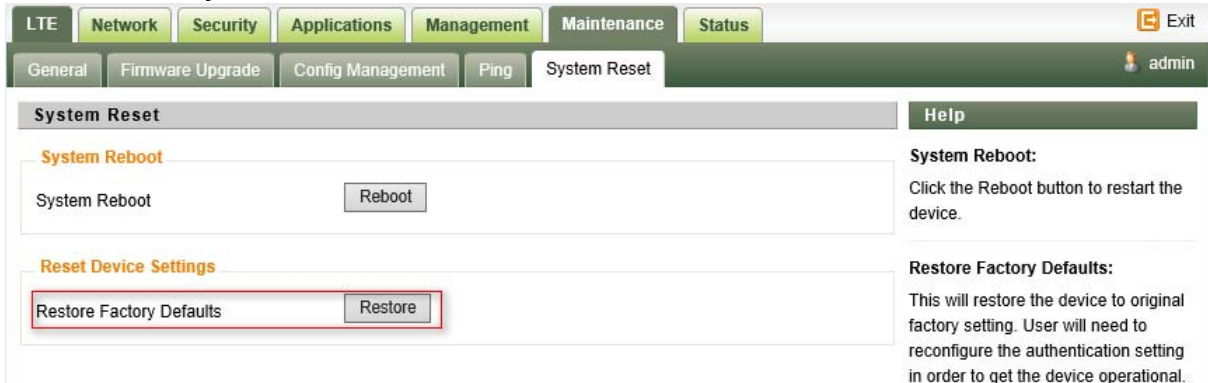 LTE Network Security Applications Management Maintenance Status Exit
General Firmware Upgrade Config Management Ping System Reset admin
System Reset
System Reboot
System Reboot Reboot
Reset Device Settings
Restore Factory Defaults Restore
Help
System Reboot:
Click the Reboot button to restart the
device.
Restore Factory Defaults:
This will restore the device to original
factory setting. User will need to
reconfigure the authentication setting
in order to get the device operational.